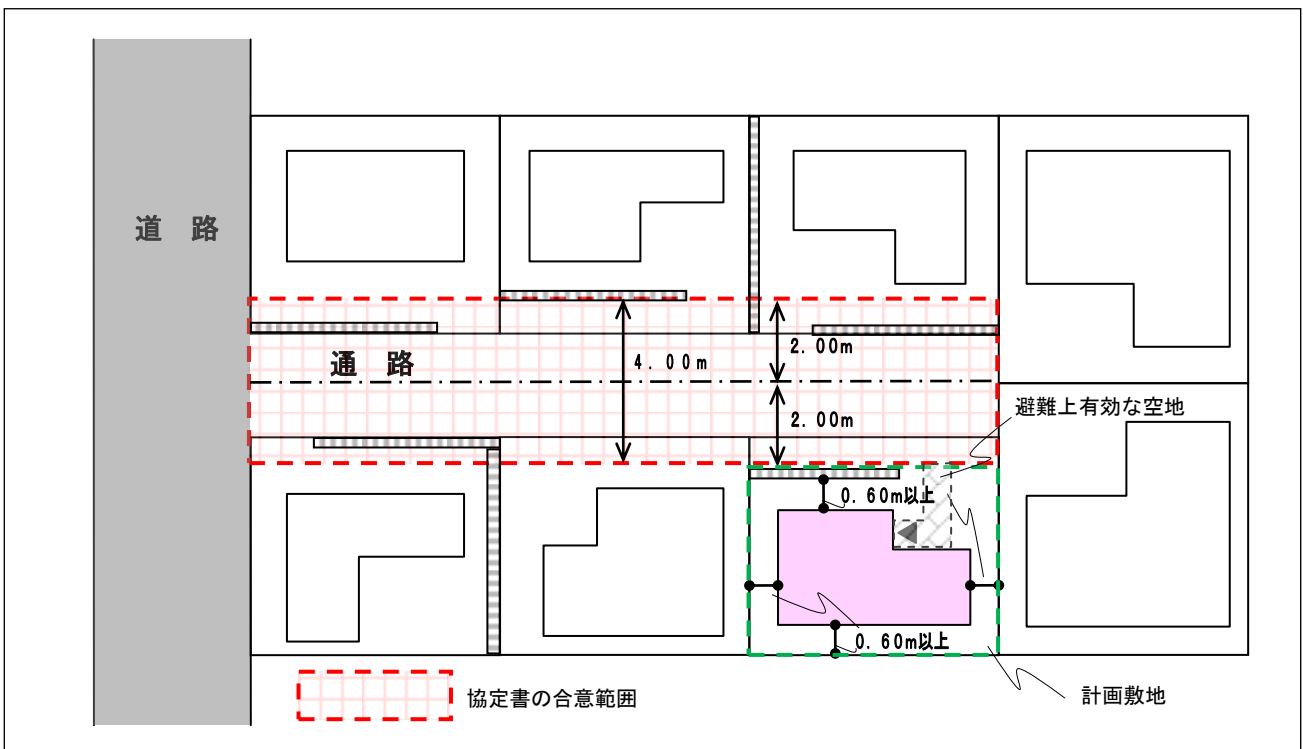 道 路
通 路
4.00m
2.00m
2.00m
避難上有効な空地
0.60m以上
0.60m以上
協定書の合意範囲
計画敷地